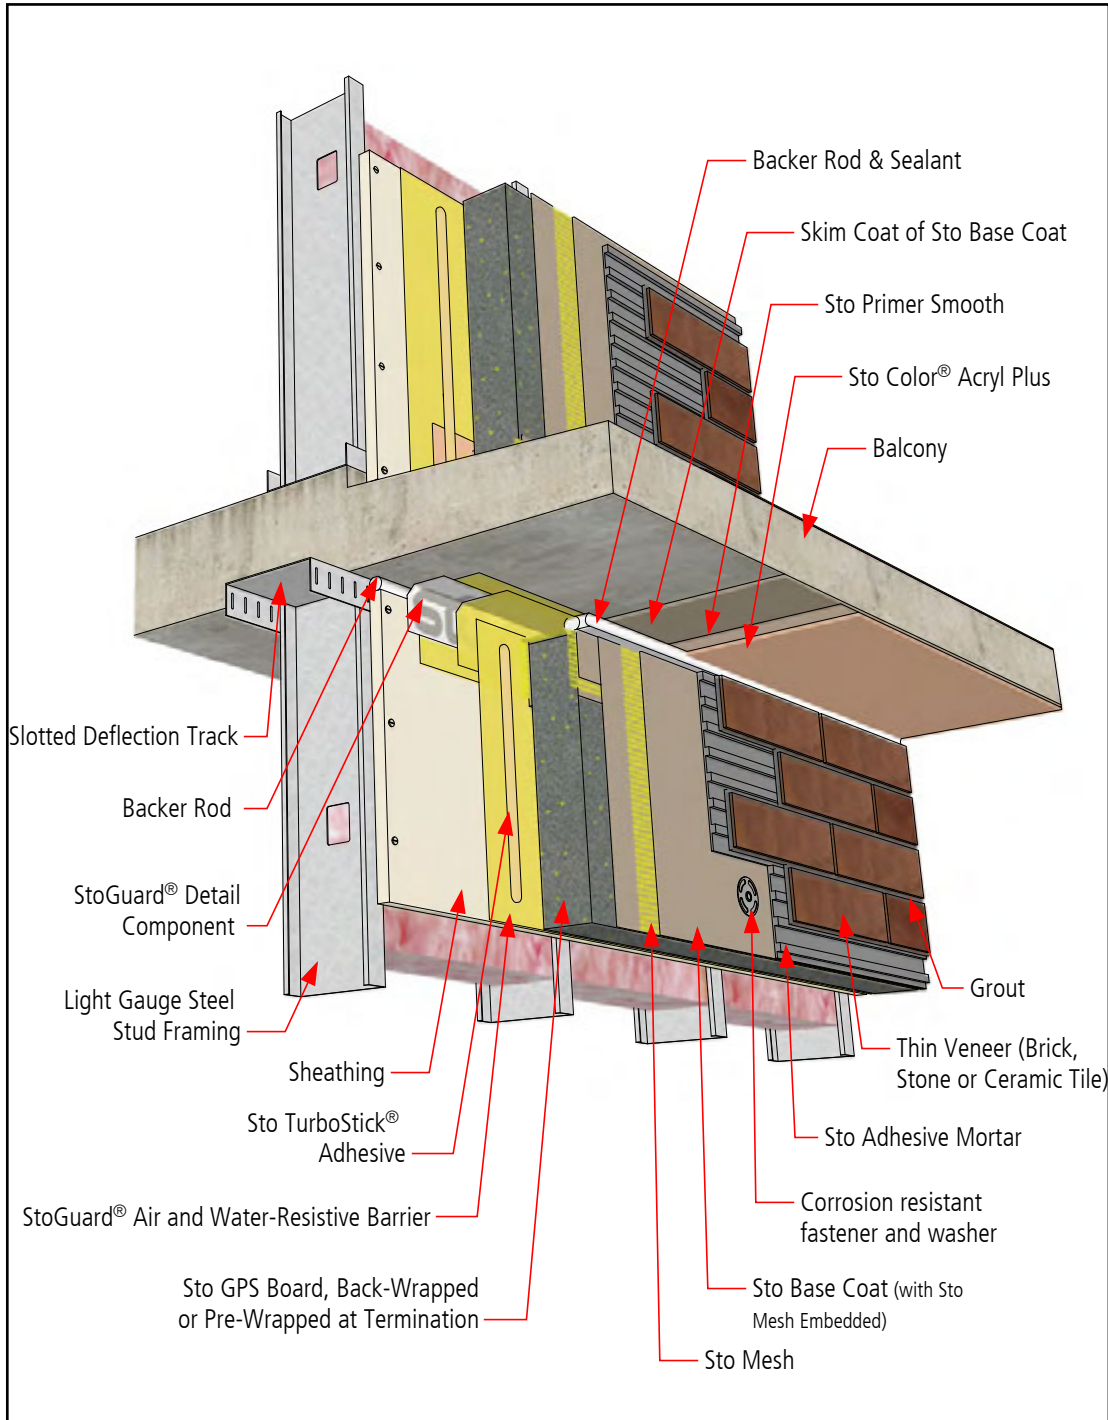 Backer Rod & Sealant
Skim Coat of Sto Base Coat
Sto Primer Smooth
Sto Color® Acryl Plus
Balcony
Slotted Deflection Track
Backer Rod
StoGuard® Detail
Component
Light Gauge Steel
Stud Framing
Sheathing
Sto TurboStick®
Adhesive
StoGuard® Air and Water-Resistive Barrier
Sto GPS Board, Back-Wrapped
or Pre-Wrapped at Termination
Grout
Thin Veneer (Brick,
Stone or Ceramic Tile)
Sto Adhesive Mortar
Corrosion resistant
fastener and washer
Sto Base Coat (with Sto
Mesh Embedded)
Sto Mesh